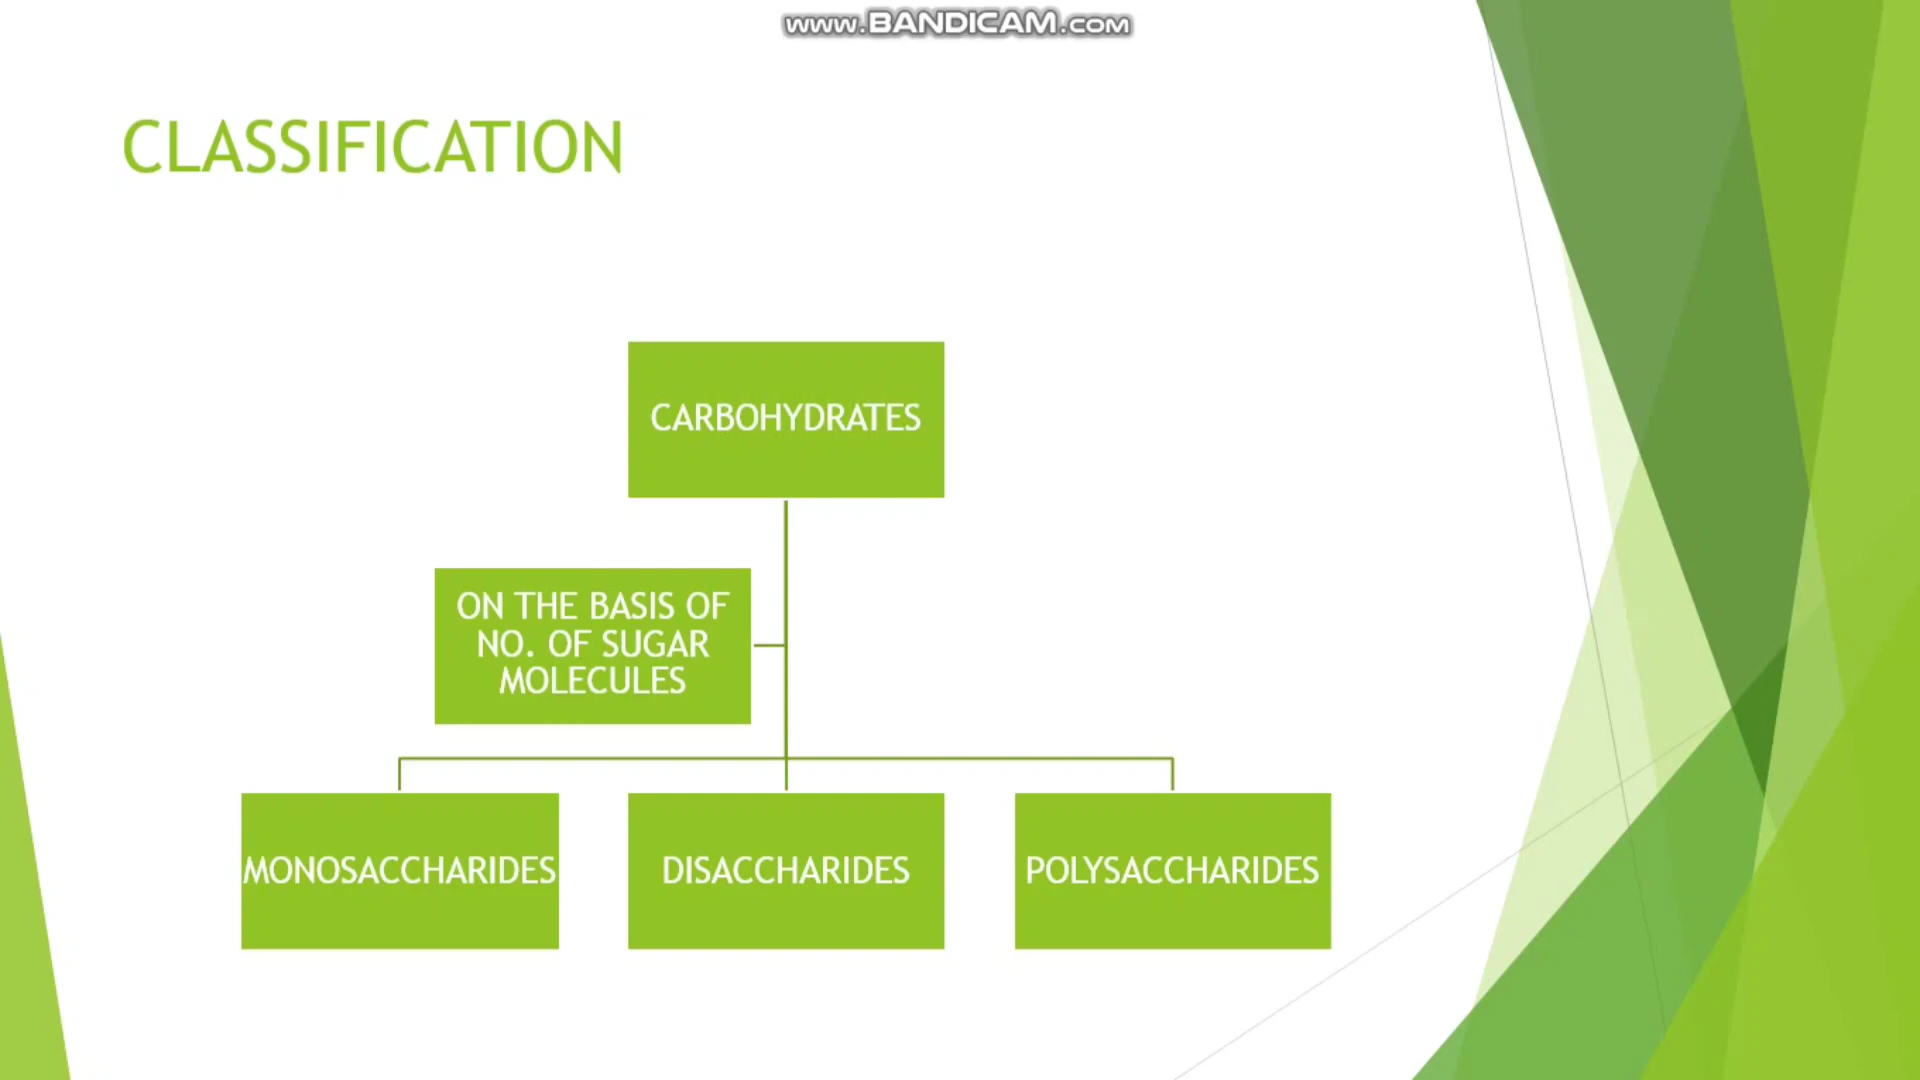 www.BANDICAM.com
CLASSIFICATION
CARBOHYDRATES
ON THE BASIS OF
NO. OF SUGAR
MOLECULES
MONOSACCHARIDES
DISACCHARIDES
POLYSACCHARIDES